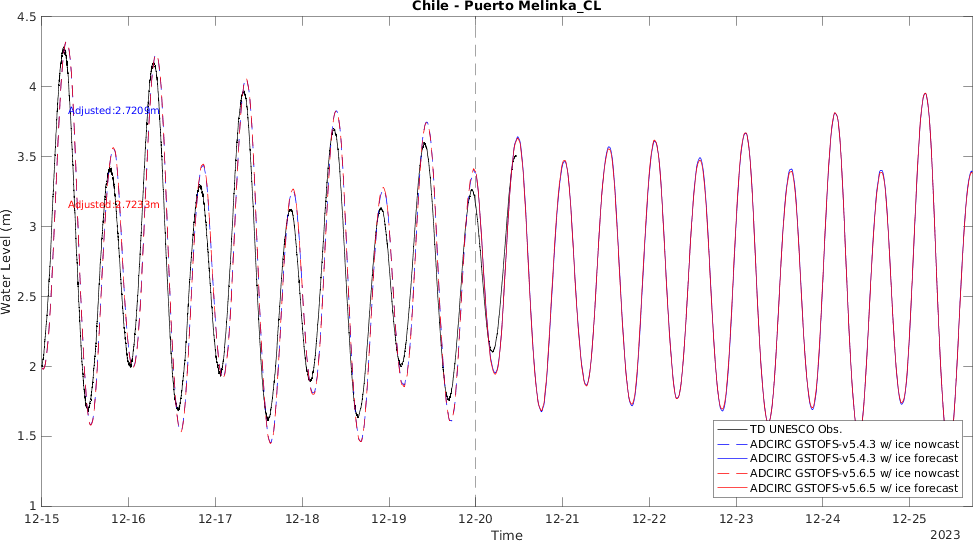 Chile - Puerto Melinka_CL
4.5
4
3.5
3
2.5
2
1.5
1
Water Level (m)
Adjusted:2.7209m
Adjusted:2.7233m
TD UNESCO Obs.
ADCIRC GSTOFS-v5.4.3 w/ ice nowcast
ADCIRC GSTOFS-v5.4.3 w/ ice forecast
ADCIRC GSTOFS-v5.6.5 w/ ice nowcast
ADCIRC GSTOFS-v5.6.5 w/ ice forecast
12-15 12-16 12-17 12-18 12-19 12-20 12-21 12-22 12-23 12-24 12-25
Time
2023